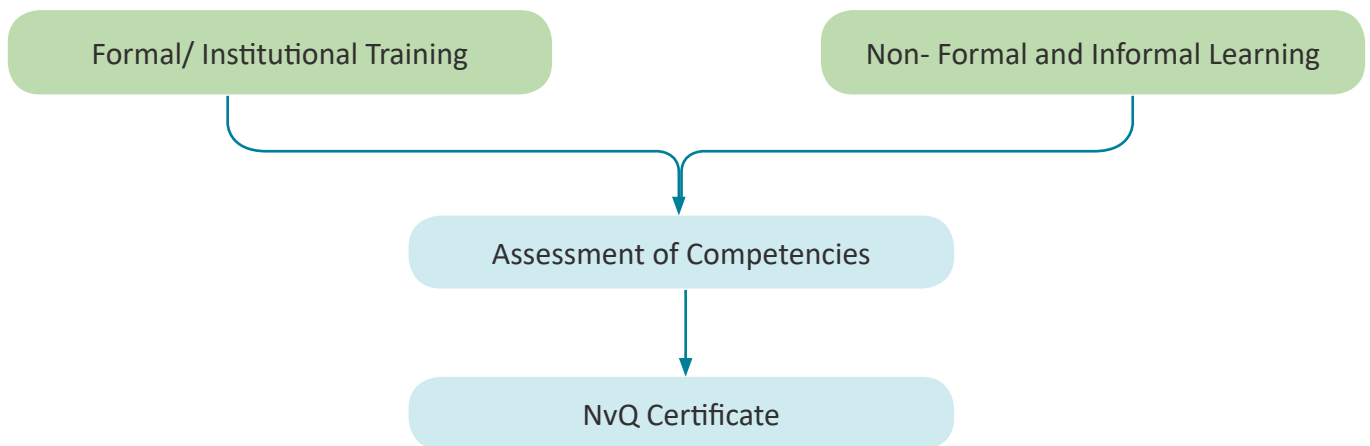 Formal/ Institutional Training
Non- Formal and Informal Learning
Assessment of Competencies
NvQ Certificate